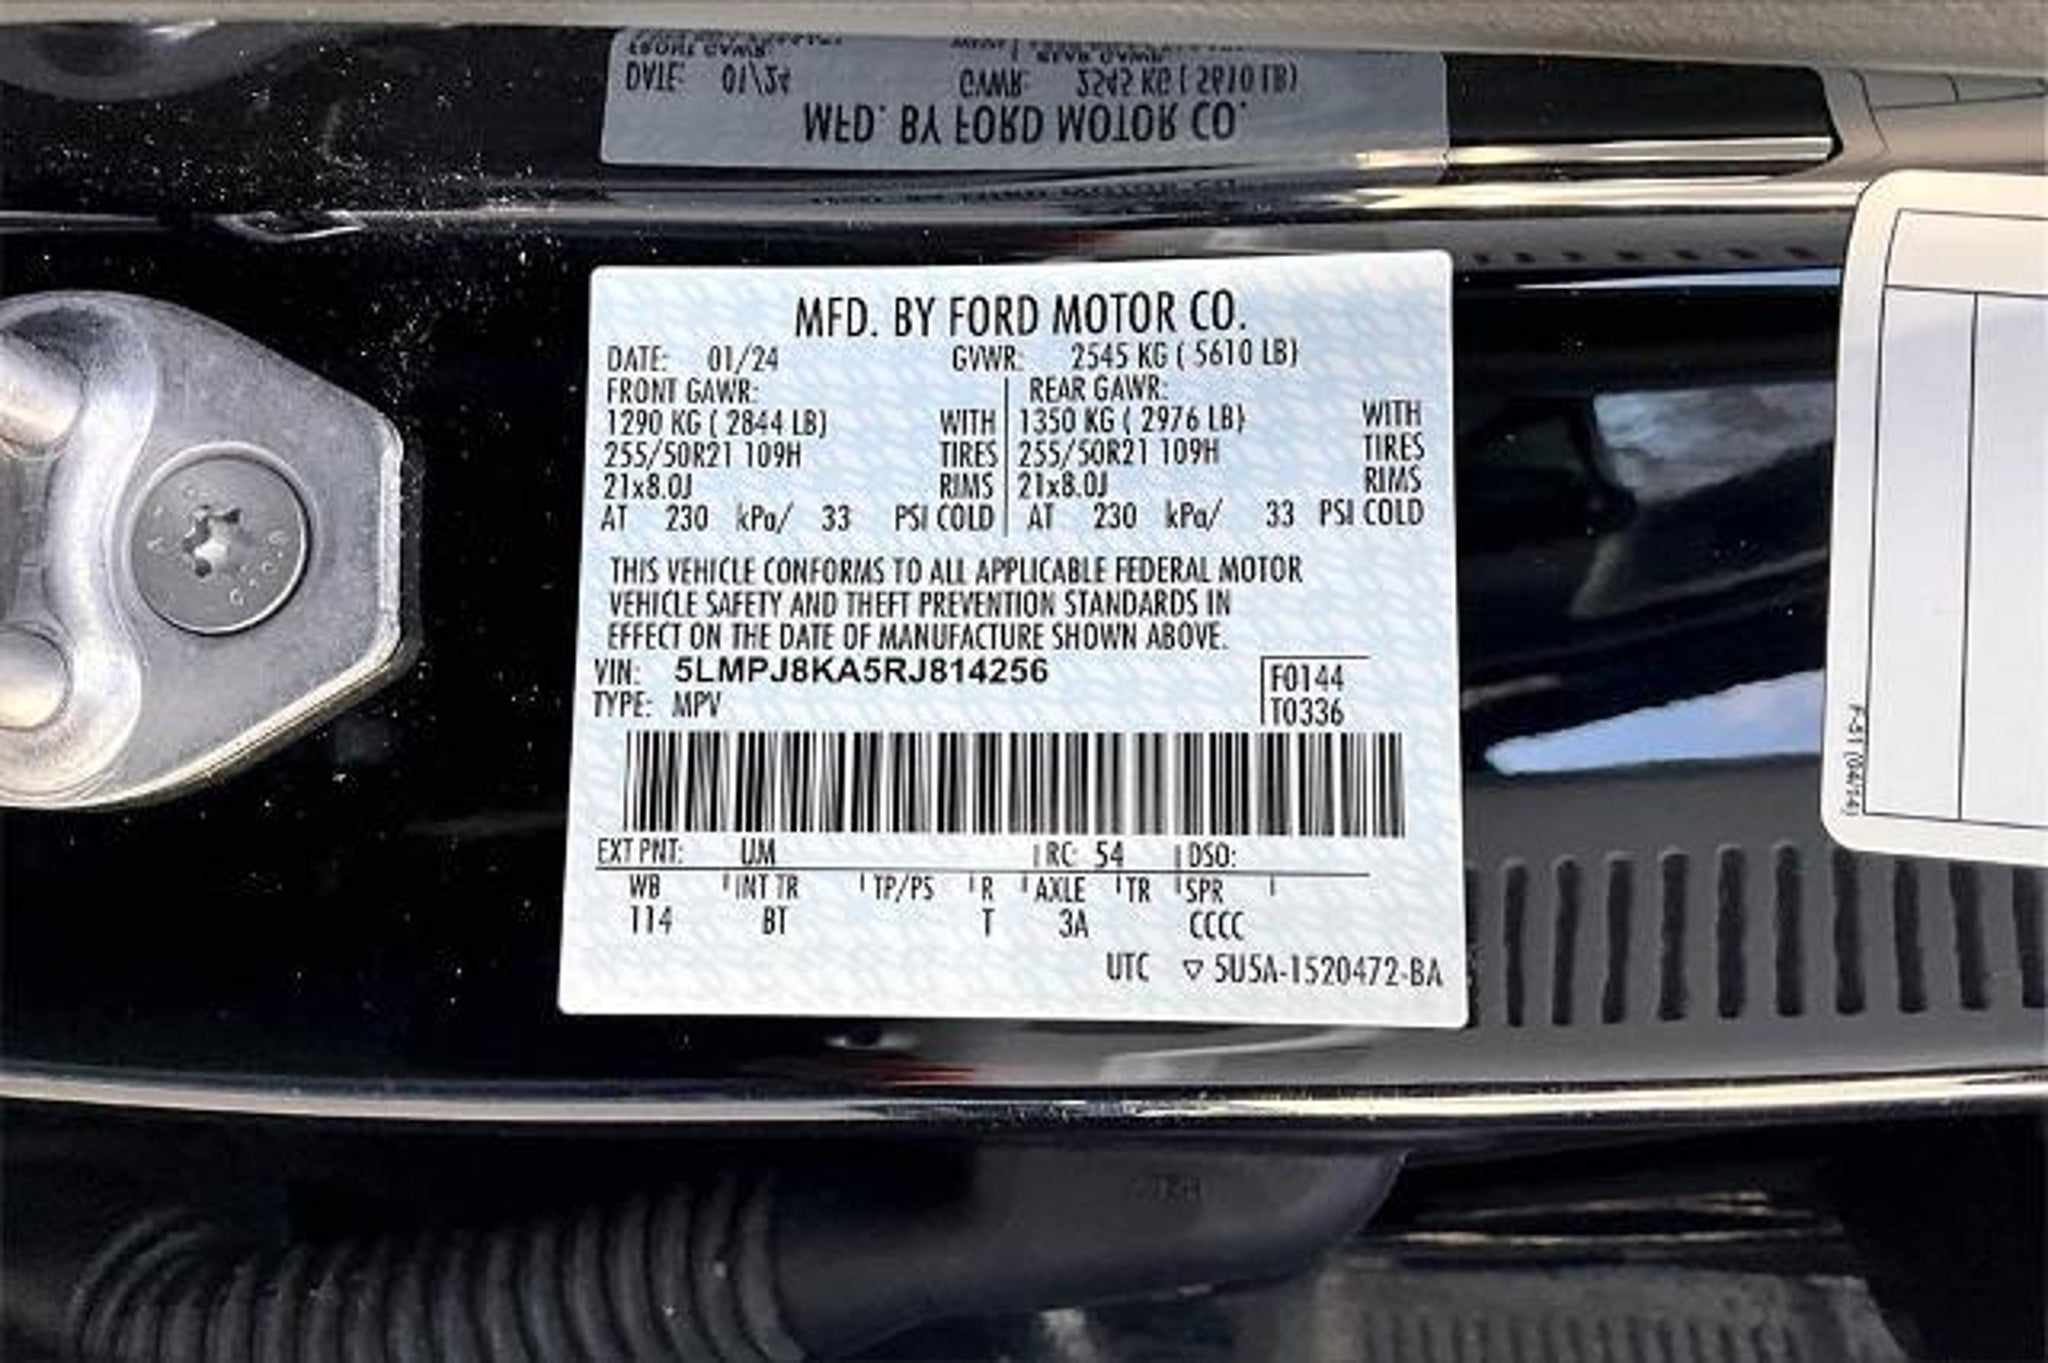 MFD. BY FORD MOTOR CO.
DATE: 01/24 GVWR: 2545 KG ( 5610 LB)
FRONT GAWR: REAR GAWR:
1290 KG ( 2844 LB) WITH 1350 KG ( 2976 LB) WITH
255/50R21 109H TIRES 255/50R21 109H TIRES
21x8.0J RIMS 21x8.0J RIMS
AT 230 kPa/ 33 PSI COLD AT 230 kPa/ 33 PSI COLD
THIS VEHICLE CONFORMS TO ALL APPLICABLE FEDERAL MOTOR
VEHICLE SAFETY AND THEFT PREVENTION STANDARDS IN
EFFECT ON THE DATE OF MANUFACTURE SHOWN ABOVE.
VIN: 5LMPJ8KA5RJ814256 F0144
TYPE: MPV T0336
EXT PNT: UM RC: 54 DSO:
WB INT TR TP/PS R AXLE TR SPR
114 BT T 3A CCCC
UTC ▽ 5U5A-1520472-BA
F-51 (04/14)